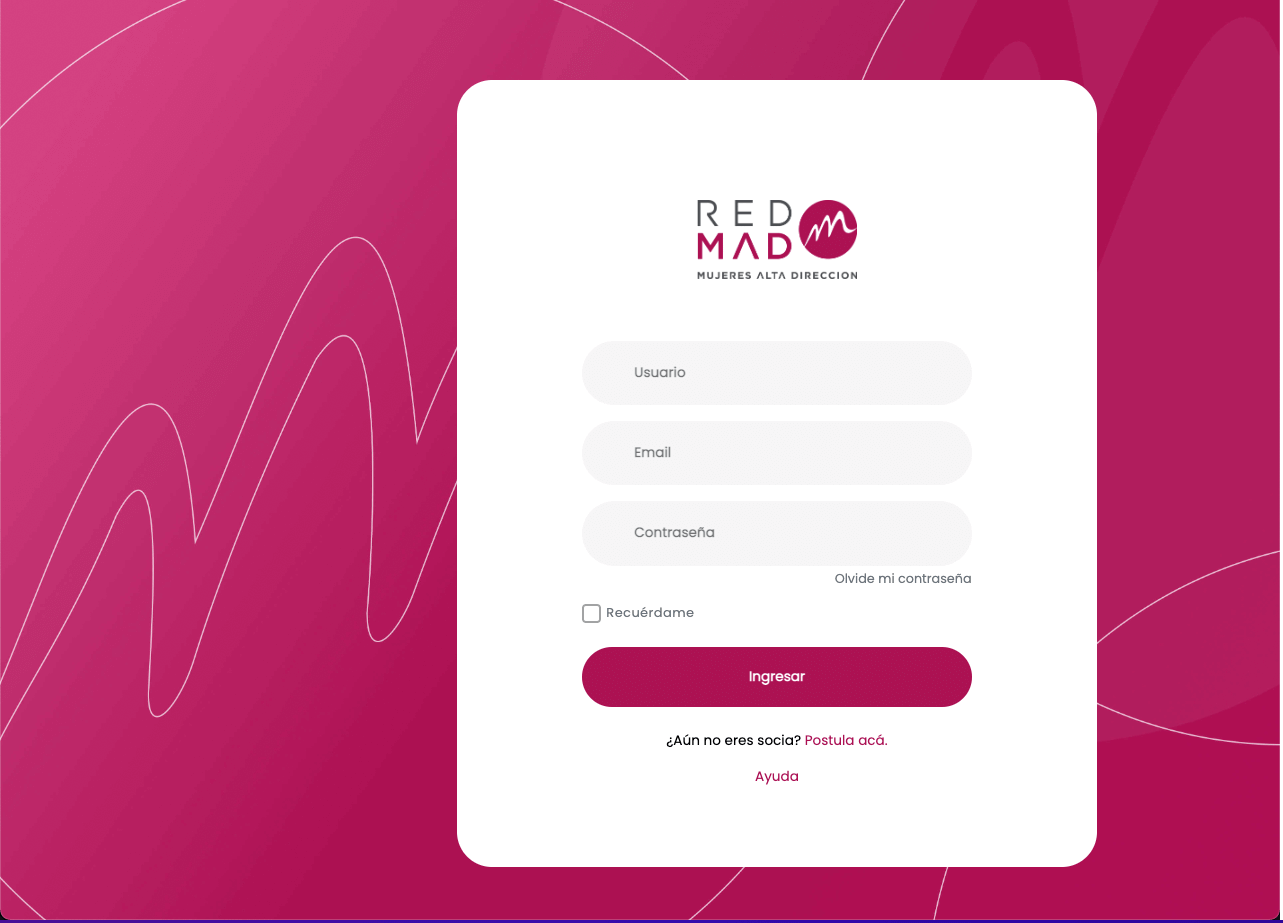 RED
MAD
MUJERES ALTA DIRECCION
Usuario
Email
Contraseña
Olvide mi contraseña
Recuérdame
Ingresar
¿Aún no eres socia? Postula acá.
Ayuda